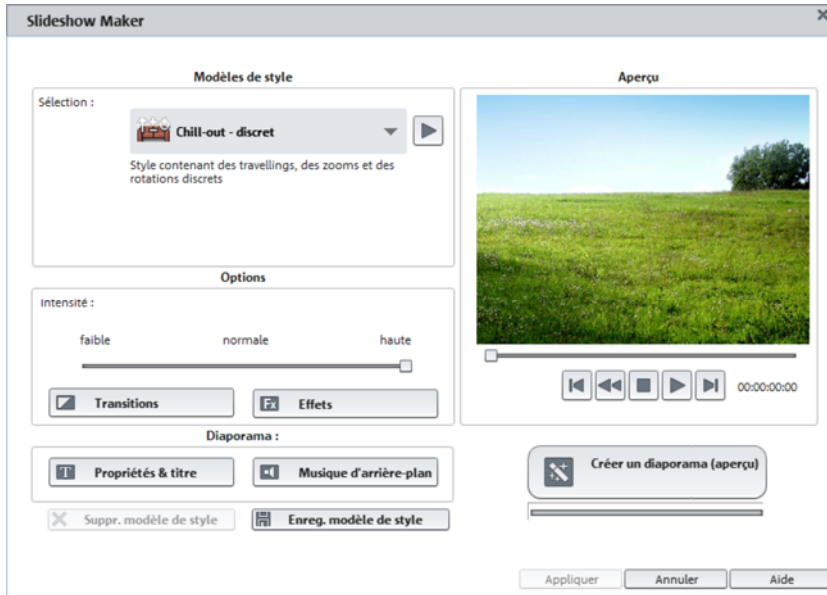 Slideshow Maker
Modèles de style
Sélection :
Chill-out - discret
Style contenant des travellings, des zooms et des
rotations discrets
Options
Intensité :
faible normale haute
Transitions
Fx Effets
Diaporama :
T Propriétés & titre
Musique d'arrière-plan
Suppr. modèle de style
Enreg. modèle de style
Aperçu
00:00:00:00
Créer un diaporama (aperçu)
Appliquer
Annuler
Aide